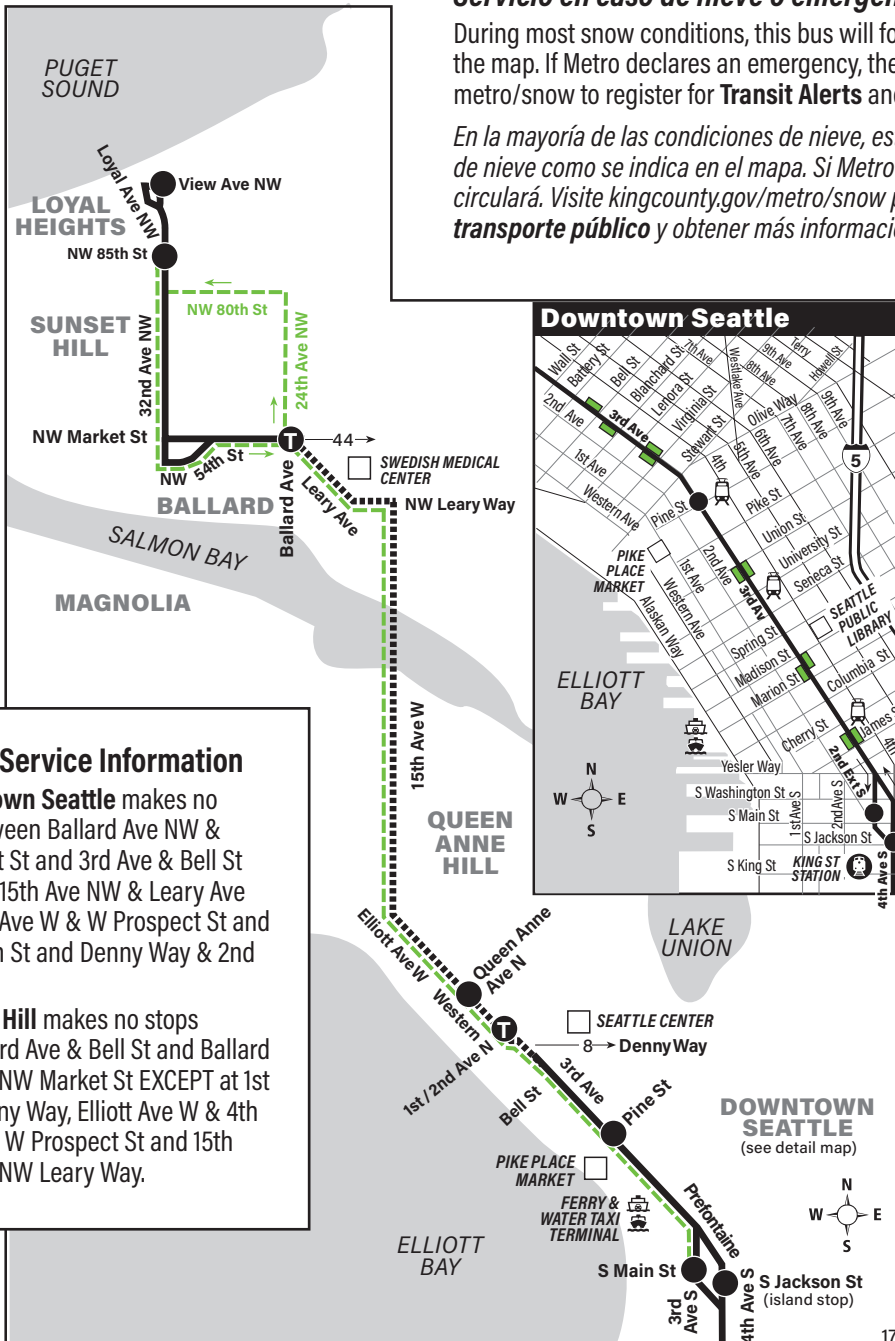 Servicio en caso de nieve o emergen
During most snow conditions, this bus will fo
the map. If Metro declares an emergency, the
metro/snow to register for Transit Alerts and
En la mayoría de las condiciones de nieve, es
de nieve como se indica en el mapa. Si Metro
circulará. Visite kingcounty.gov/metro/snow p
transporte público y obtener más informació
PUGET
SOUND
Loyal Ave NW
View Ave NW
LOYAL
HEIGHTS
NW 85th St
NW 80th St
SUNSET
HILL
32nd Ave NW
24th Ave NW
NW Market St
T
44
NW 54th St
SWEDISH MEDICAL
CENTER
BALLARD
Ballard Ave
Leary Ave
NW Leary Way
SALMON BAY
MAGNOLIA
15th Ave W
QUEEN
ANNE
HILL
Elliott Ave W
Queen Anne
Ave N
LAKE
UNION
Western
T
SEATTLE CENTER
8
Denny Way
1st / 2nd Ave N
3rd Ave
Bell St
Pine St
DOWNTOWN
SEATTLE
(see detail map)
PIKE PLACE
MARKET
FERRY &
WATER TAXI
TERMINAL
Prefontaine
N
W
E
S
ELLIOTT
BAY
S Main St
S Jackson St
(island stop)
3rd
Ave S
4th Ave S
17
Service Information
own Seattle makes no
ween Ballard Ave NW &
t St and 3rd Ave & Bell St
15th Ave NW & Leary Ave
Ave W & W Prospect St and
h St and Denny Way & 2nd
Hill makes no stops
rd Ave & Bell St and Ballard
NW Market St EXCEPT at 1st
ny Way, Elliott Ave W & 4th
W Prospect St and 15th
NW Leary Way.
Downtown Seattle
Wall St
Battery St
Bell St
Blanchard St
Lenora St
Virginia St
Stewart St
7th Ave
Westlake Ave
9th Ave
8th Ave
Terry
Howell St
Olive Way
9th Ave
8th Ave
7th Ave
6th Ave
5th Ave
4th
2nd Ave
3rd Ave
1st Ave
Western Ave
5
Pine St
Pike St
Union St
University St
Seneca St
PIKE
PLACE
MARKET
2nd Ave
3rd Av
1st Ave
Western Ave
Alaskan Way
SEATTLE
PUBLIC
LIBRARY
Spring St
Madison St
Marion St
Columbia St
ELLIOTT
BAY
Cherry St
James S
4th
2nd Ext S
Yesler Way
N
W
E
S
S Washington St
S Main St
1st Ave S
2nd Ave S
S Jackson St
S King St
KING ST
STATION
4th Ave S